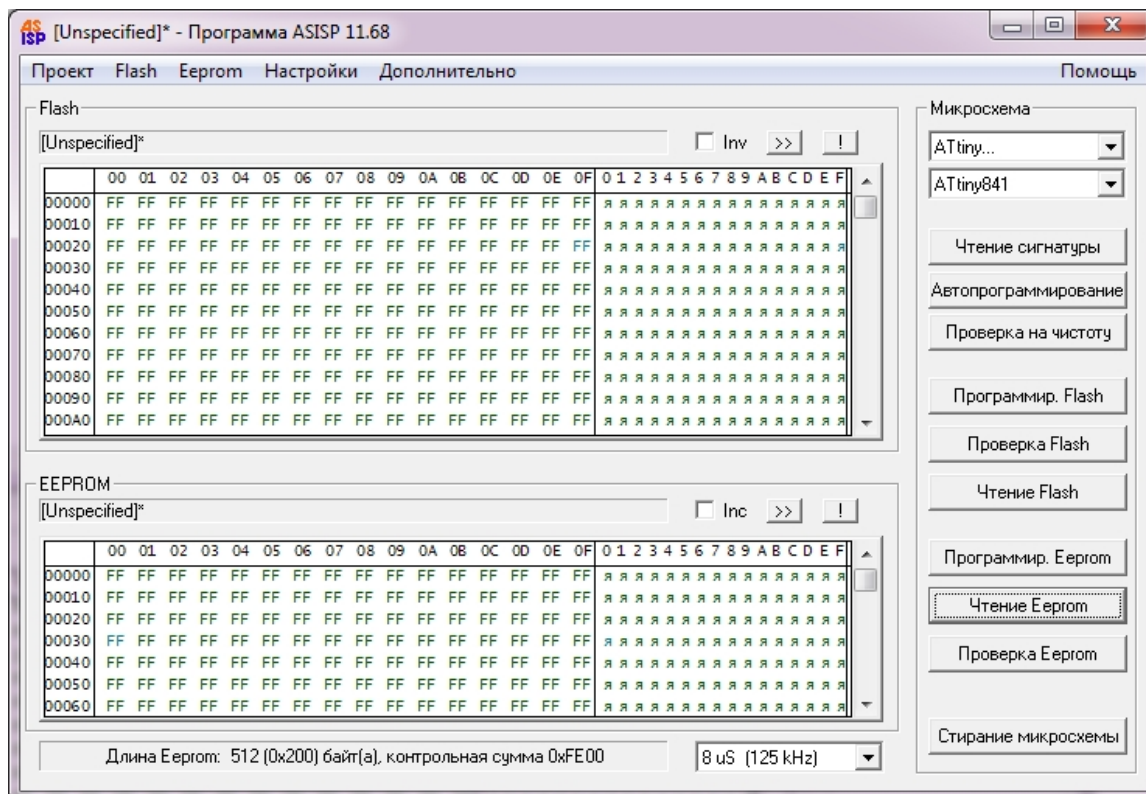 AS ISP [Unspecified]* - Программа ASISP 11.68
Проект Flash Eeprom Настройки Дополнительно Помощь
Flash
[Unspecified]* Inv >> !
00 01 02 03 04 05 06 07 08 09 0A 0B 0C 0D 0E 0F 0 1 2 3 4 5 6 7 8 9 A B C D E F
00000 FF FF FF FF FF FF FF FF FF FF FF FF FF FF FF FF я я я я я я я я я я я я я я я я
00010 FF FF FF FF FF FF FF FF FF FF FF FF FF FF FF FF я я я я я я я я я я я я я я я я
00020 FF FF FF FF FF FF FF FF FF FF FF FF FF FF FF FF я я я я я я я я я я я я я я я я
00030 FF FF FF FF FF FF FF FF FF FF FF FF FF FF FF FF я я я я я я я я я я я я я я я я
00040 FF FF FF FF FF FF FF FF FF FF FF FF FF FF FF FF я я я я я я я я я я я я я я я я
00050 FF FF FF FF FF FF FF FF FF FF FF FF FF FF FF FF я я я я я я я я я я я я я я я я
00060 FF FF FF FF FF FF FF FF FF FF FF FF FF FF FF FF я я я я я я я я я я я я я я я я
00070 FF FF FF FF FF FF FF FF FF FF FF FF FF FF FF FF я я я я я я я я я я я я я я я я
00080 FF FF FF FF FF FF FF FF FF FF FF FF FF FF FF FF я я я я я я я я я я я я я я я я
00090 FF FF FF FF FF FF FF FF FF FF FF FF FF FF FF FF я я я я я я я я я я я я я я я я
000A0 FF FF FF FF FF FF FF FF FF FF FF FF FF FF FF FF я я я я я я я я я я я я я я я я
EEPROM
[Unspecified]* Inc >> !
00 01 02 03 04 05 06 07 08 09 0A 0B 0C 0D 0E 0F 0 1 2 3 4 5 6 7 8 9 A B C D E F
00000 FF FF FF FF FF FF FF FF FF FF FF FF FF FF FF FF я я я я я я я я я я я я я я я я
00010 FF FF FF FF FF FF FF FF FF FF FF FF FF FF FF FF я я я я я я я я я я я я я я я я
00020 FF FF FF FF FF FF FF FF FF FF FF FF FF FF FF FF я я я я я я я я я я я я я я я я
00030 FF FF FF FF FF FF FF FF FF FF FF FF FF FF FF FF я я я я я я я я я я я я я я я я
00040 FF FF FF FF FF FF FF FF FF FF FF FF FF FF FF FF я я я я я я я я я я я я я я я я
00050 FF FF FF FF FF FF FF FF FF FF FF FF FF FF FF FF я я я я я я я я я я я я я я я я
00060 FF FF FF FF FF FF FF FF FF FF FF FF FF FF FF FF я я я я я я я я я я я я я я я я
Длина Eeprom: 512 (0x200) байт(а), контрольная сумма 0xFE00
8 uS (125 kHz)
Микросхема
ATtiny...
ATtiny841
Чтение сигнатуры
Автопрограммирование
Проверка на чистоту
Программир. Flash
Проверка Flash
Чтение Flash
Программир. Eeprom
Чтение Eeprom
Проверка Eeprom
Стирание микросхемы